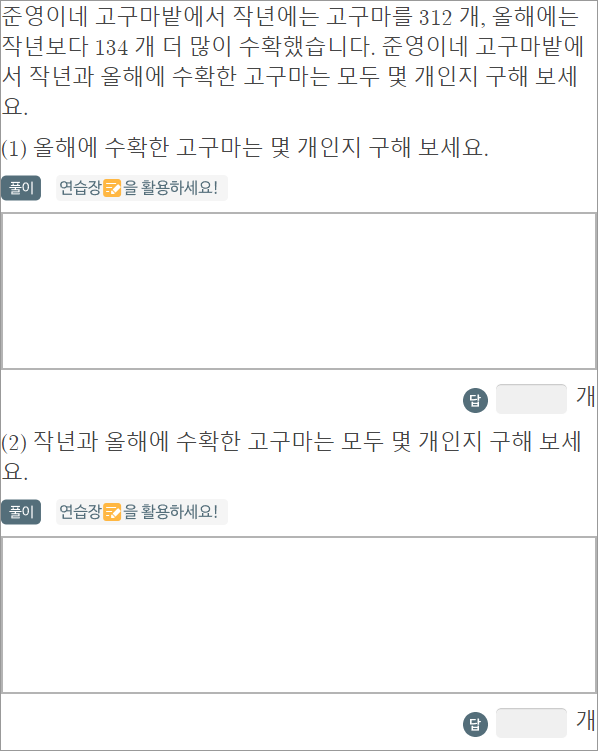 준영이네 고구마밭에서 작년에는 고구마를 312 개, 올해에는
작년보다 134 개 더 많이 수확했습니다. 준영이네 고구마밭에
서 작년과 올해에 수확한 고구마는 모두 몇 개인지 구해 보세
요.
(1) 올해에 수확한 고구마는 몇 개인지 구해 보세요.
풀이 연습장을 활용하세요!
답 개
(2) 작년과 올해에 수확한 고구마는 모두 몇 개인지 구해 보세
요.
풀이 연습장을 활용하세요!
답 개